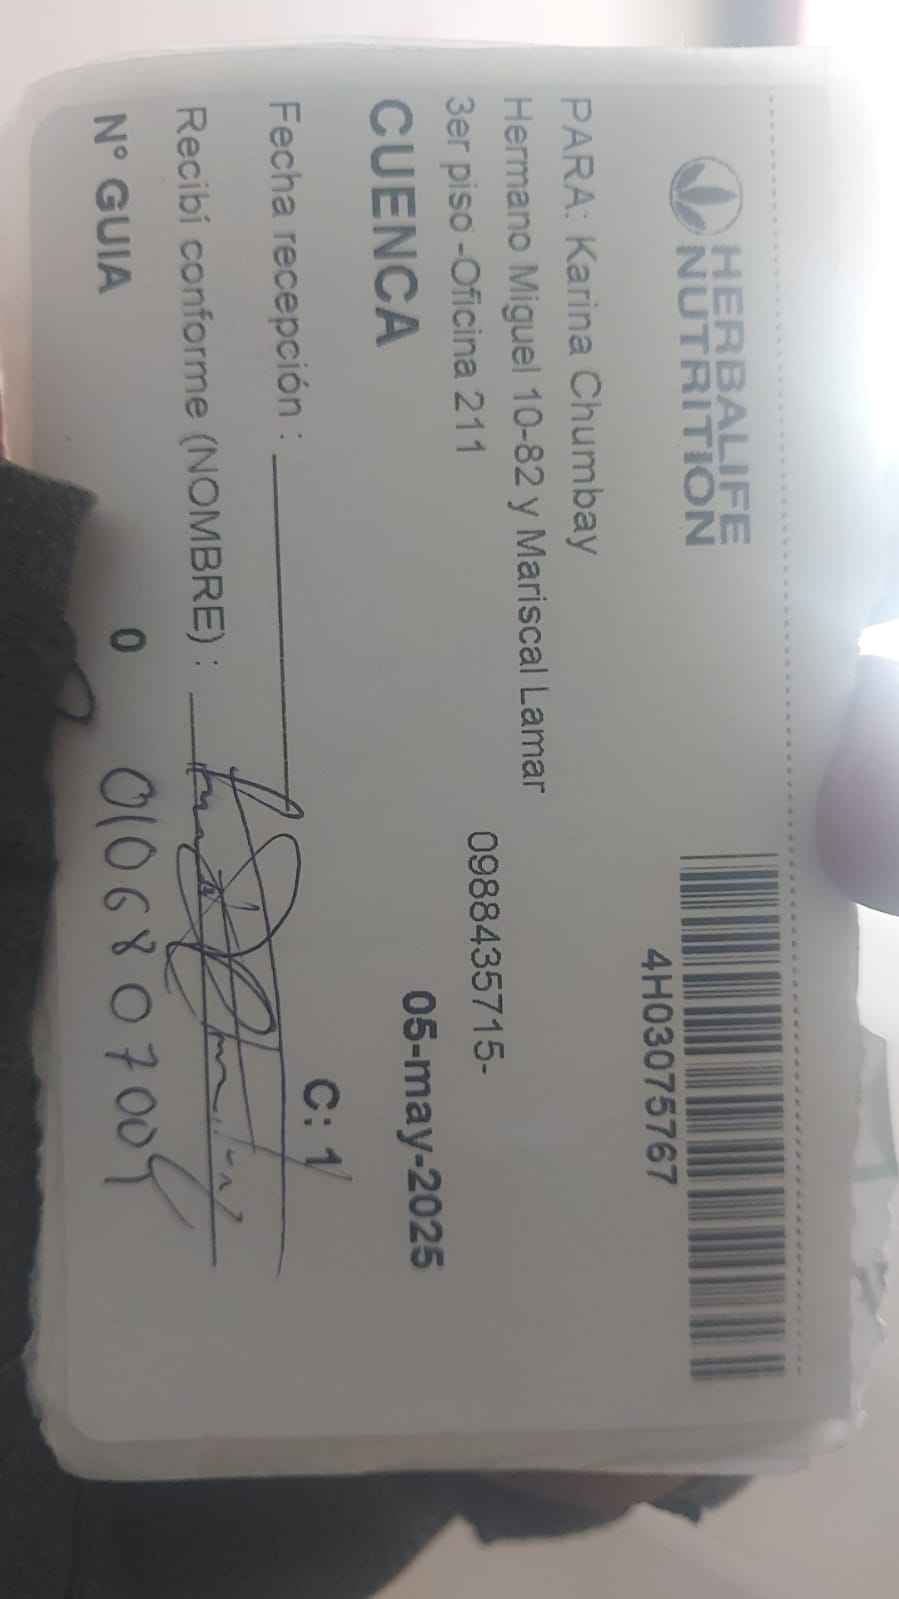 HERBALIFE
NUTRITION
4H03075767
PARA: Karina Chumbay
Hermano Miguel 10-82 y Mariscal Lamar
3er piso -Oficina 211 0988435715-
CUENCA 05-may-2025
C: 1
Fecha recepción :
Recibí conforme (NOMBRE) :
N° GUIA 0